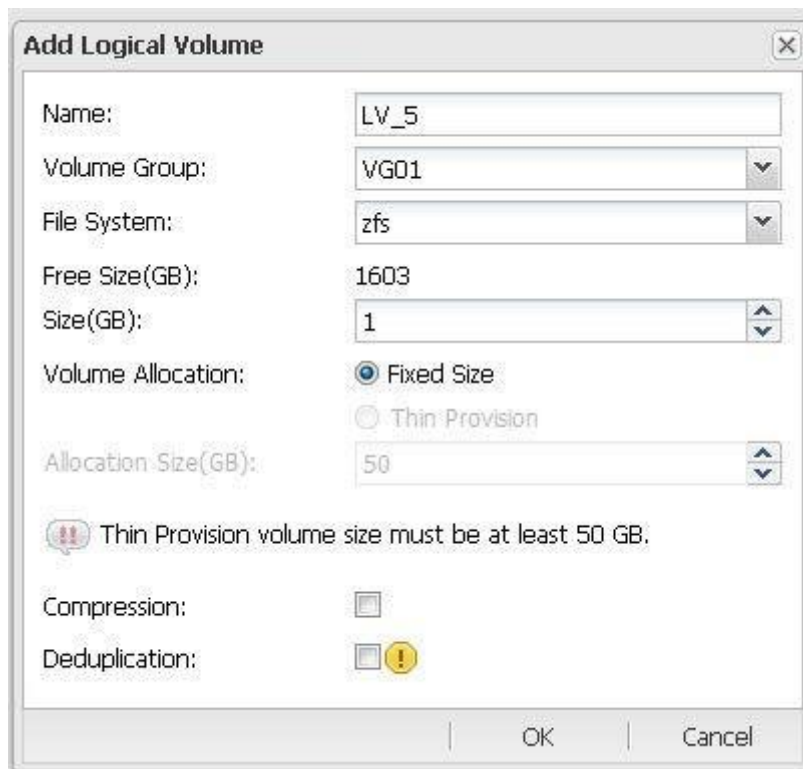 Add Logical Volume
Name: LV_5
Volume Group: VG01
File System: zfs
Free Size(GB): 1603
Size(GB): 1
Volume Allocation: Fixed Size
Thin Provision
Allocation Size(GB): 50
!! Thin Provision volume size must be at least 50 GB.
Compression:
Deduplication: !
OK Cancel